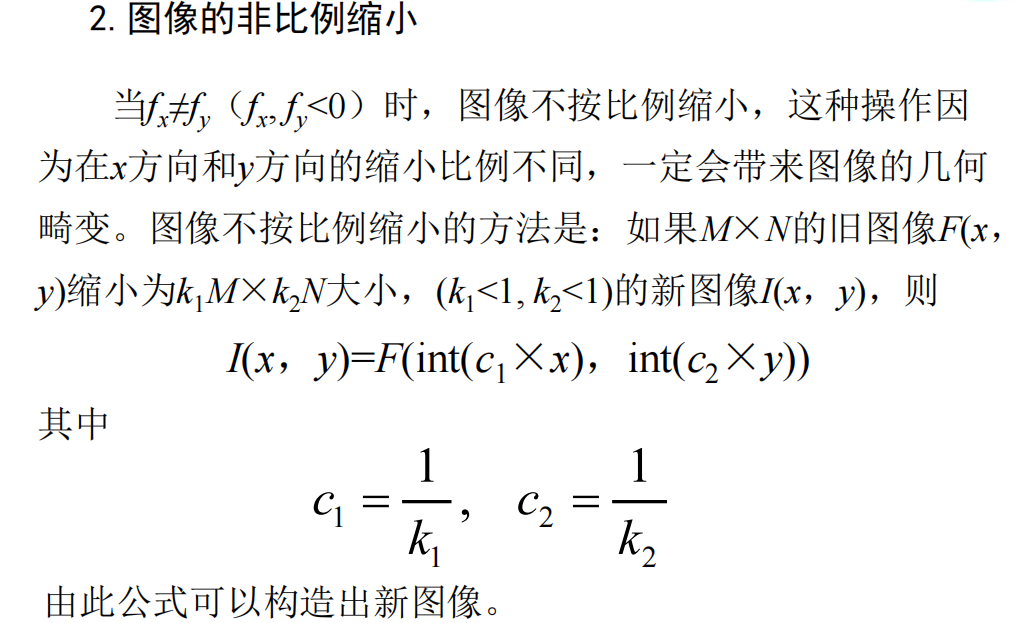 2. 图像的非比例缩小
当fx≠fy（fx, fy<0）时，图像不按比例缩小，这种操作因
为在x方向和y方向的缩小比例不同，一定会带来图像的几何
畸变。图像不按比例缩小的方法是：如果M×N的旧图像F(x，
y)缩小为k1M×k2N大小，(k1<1, k2<1)的新图像I(x，y)，则
I(x，y)=F(int(c1×x)，int(c2×y))
其中
c1 = 1/k1, c2 = 1/k2
由此公式可以构造出新图像。